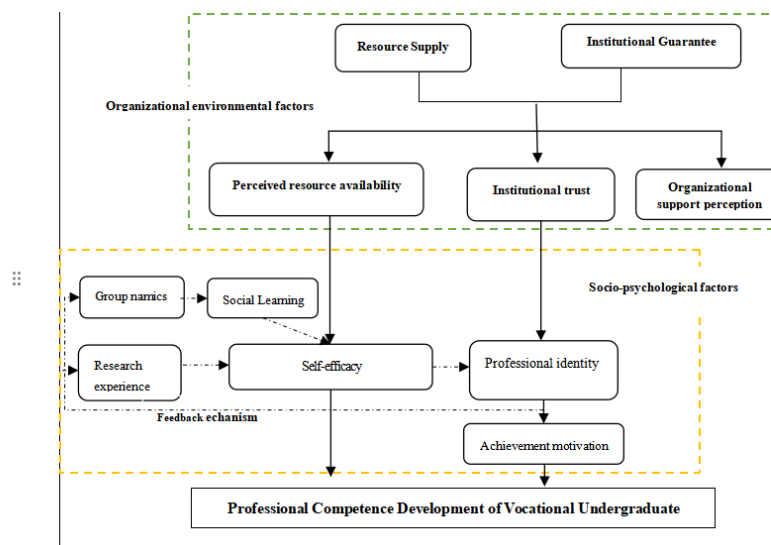 Resource Supply
Institutional Guarantee
Organizational environmental factors
Perceived resource availability
Institutional trust
Organizational
support perception
Socio-psychological factors
Group namics
Social Learning
Research
experience
Self-efficacy
Professional identity
Feedback echanism
Achievement motivation
Professional Competence Development of Vocational Undergraduate